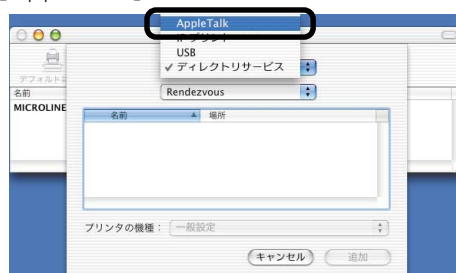 AppleTalk
IP プリント
USB
✓ ディレクトリサービス
デフォルトに
名前
Rendezvous
MICROLINE
名前 場所
プリンタの機種： 一般設定
キャンセル 追加